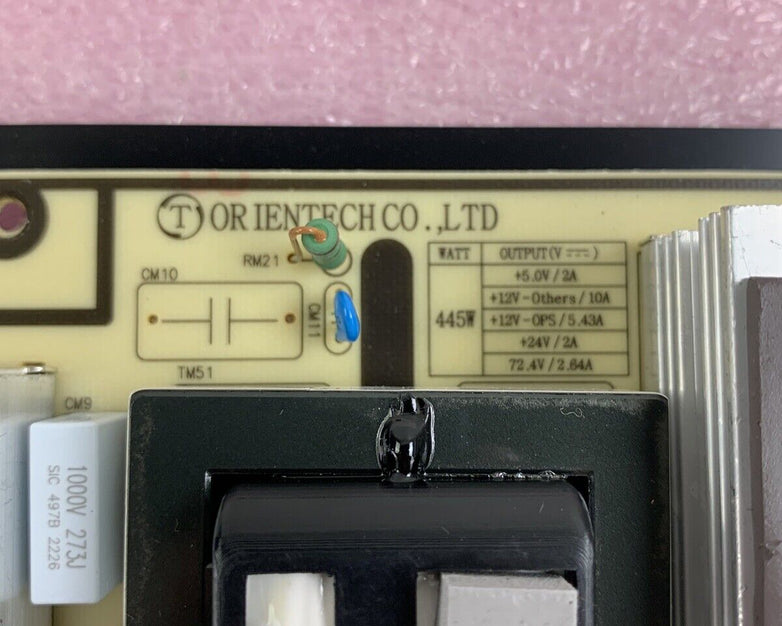 T ORIENTECH CO.,LTD
RM21
CM10
CM11
TM51
CM9
WATT OUTPUT(V ⎓)
445W
+5.0V/2A
+12V-Others/10A
+12V-OPS/5.43A
+24V/2A
72.4V/2.64A
1000V 273J
SIC 497B 2226